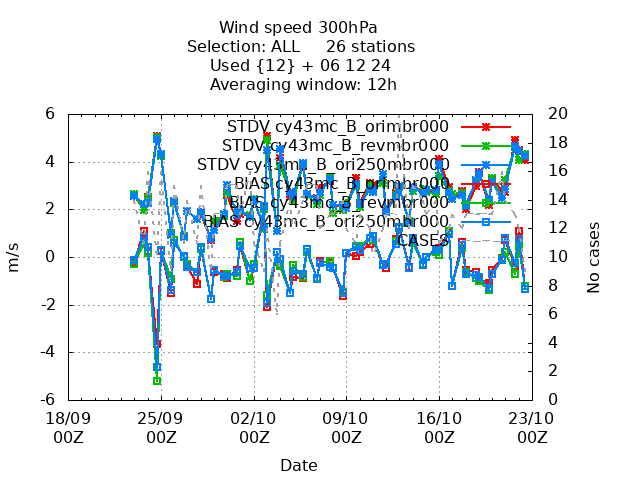 Wind speed 300hPa
Selection: ALL 26 stations
Used {12} + 06 12 24
Averaging window: 12h
STDV cy43mc_B_orimbr000
STDV cy43mc_B_revmbr000
STDV cy43mc_B_ori250mbr000
BIAS cy43mc_B_orimbr000
BIAS cy43mc_B_revmbr000
BIAS cy43mc_B_ori250mbr000
CASES
m/s
6
4
2
0
-2
-4
-6
No cases
20
18
16
14
12
10
8
6
4
2
0
18/09 25/09 02/10 09/10 16/10 23/10
00Z 00Z 00Z 00Z 00Z 00Z
Date